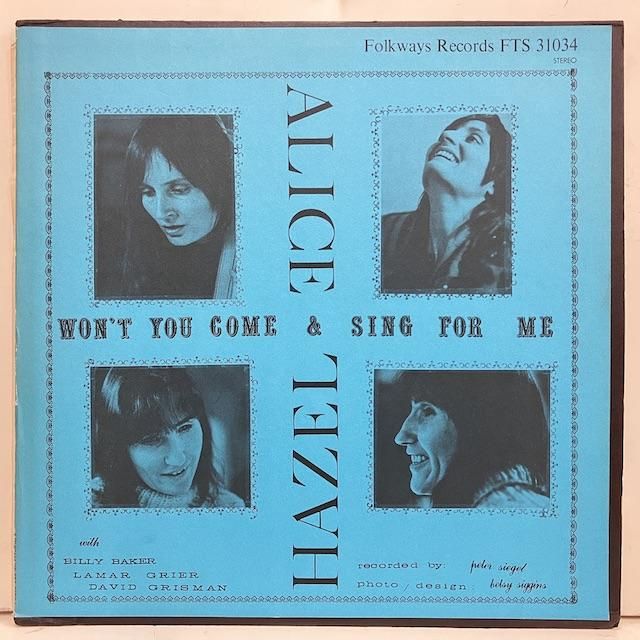 Folkways Records FTS 31034
STEREO
ALICE
WON'T YOU COME & SING FOR ME
HAZEL
with
BILLY BAKER
LAMAR GRIER
DAVID GRISMAN
recorded by: peter siegel
photo / design: betsy siggins